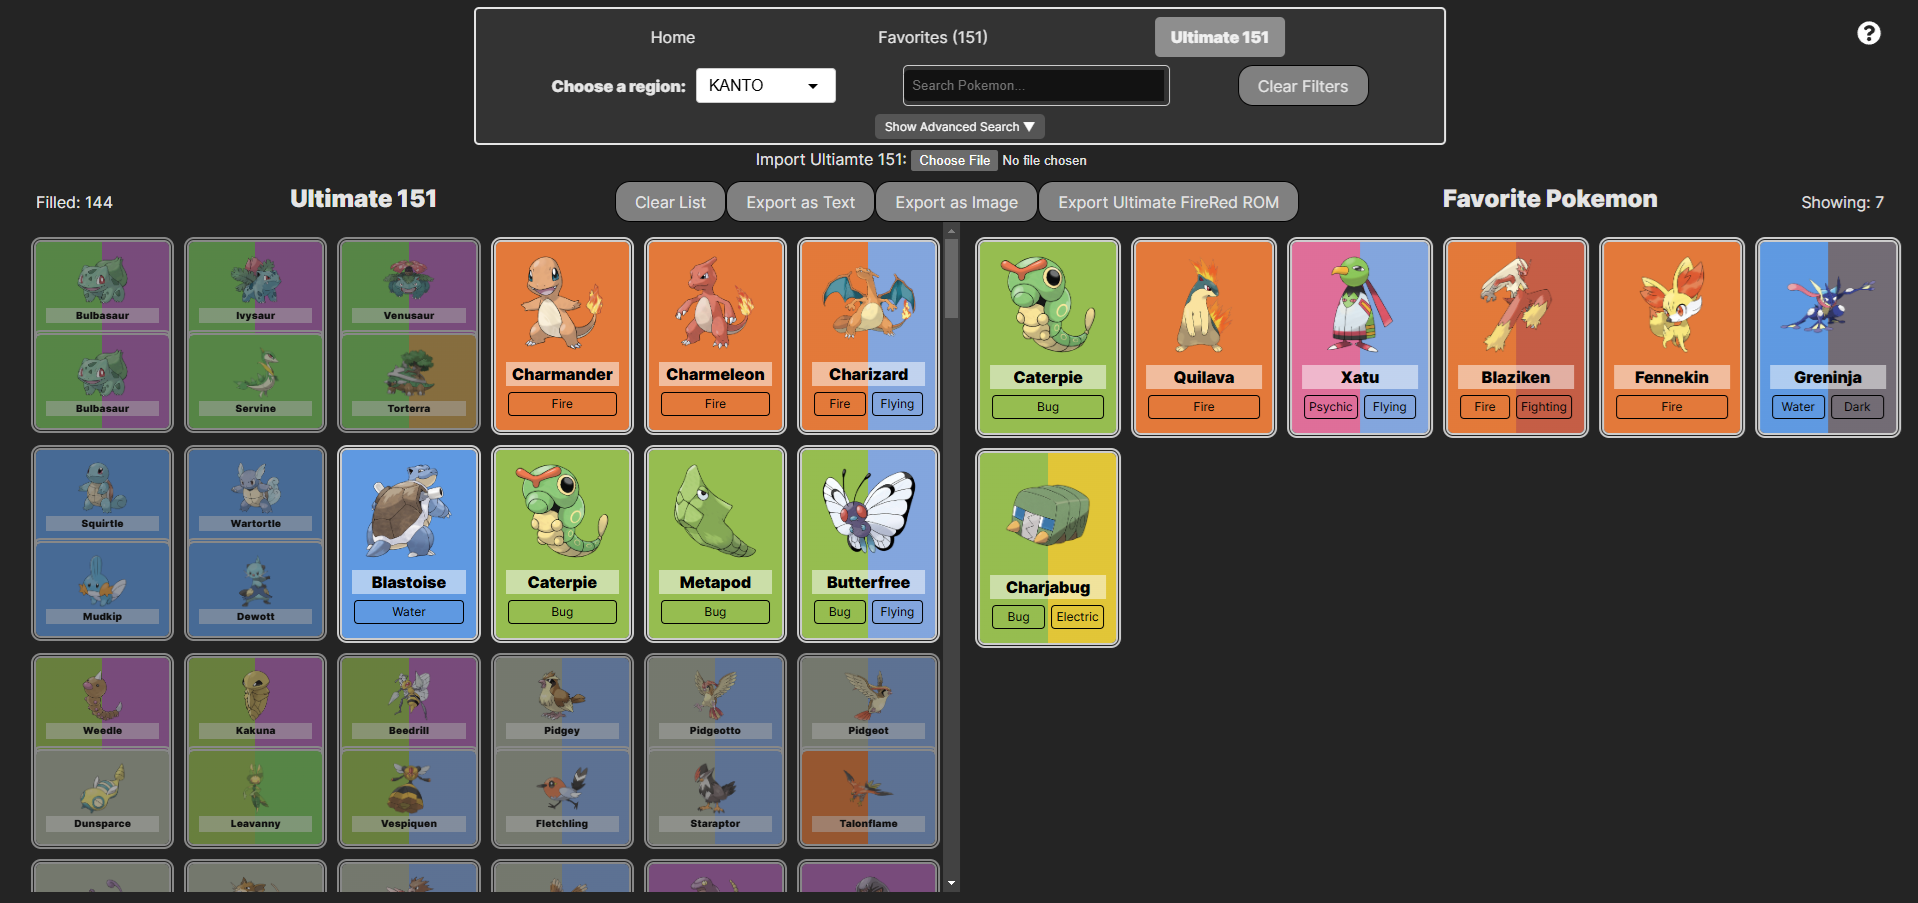 Home
Favorites (151)
Ultimate 151
Choose a region:
KANTO
Search Pokemon...
Clear Filters
Show Advanced Search ▼
Import Ultiamte 151:
Choose File
No file chosen
Filled: 144
Ultimate 151
Clear List
Export as Text
Export as Image
Export Ultimate FireRed ROM
Favorite Pokemon
Showing: 7
Bulbasaur
Bulbasaur
Ivysaur
Servine
Venusaur
Torterra
Charmander
Fire
Charmeleon
Fire
Charizard
Fire
Flying
Squirtle
Mudkip
Wartortle
Dewott
Blastoise
Water
Caterpie
Bug
Metapod
Bug
Butterfree
Bug
Flying
Weedle
Dunsparce
Kakuna
Leavanny
Beedrill
Vespiquen
Pidgey
Fletchling
Pidgeotto
Staraptor
Pidgeot
Talonflame
Caterpie
Bug
Quilava
Fire
Xatu
Psychic
Flying
Blaziken
Fire
Fighting
Fennekin
Fire
Greninja
Water
Dark
Charjabug
Bug
Electric